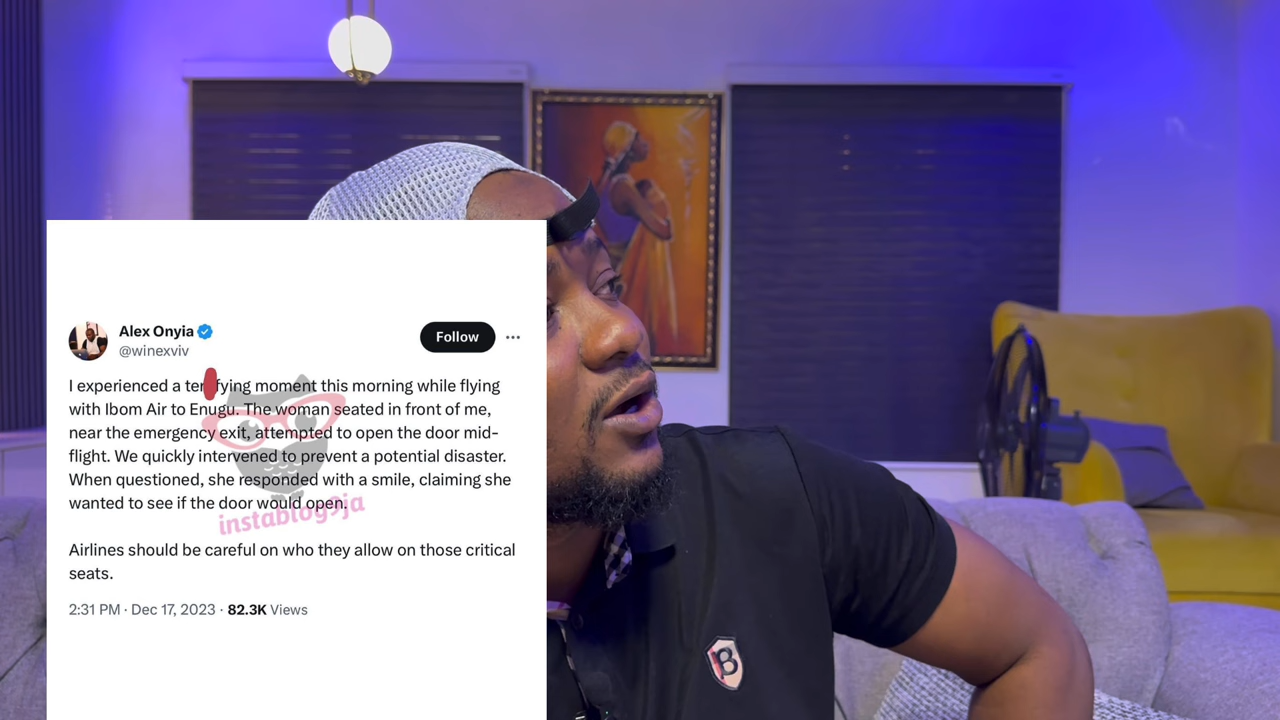 Alex Onyia
Follow
@winexviv
I experienced a terrifying moment this morning while flying
with Ibom Air to Enugu. The woman seated in front of me,
near the emergency exit, attempted to open the door mid-
flight. We quickly intervened to prevent a potential disaster.
When questioned, she responded with a smile, claiming she
wanted to see if the door would open.
instablog9ja
Airlines should be careful on who they allow on those critical
seats.
2:31 PM · Dec 17, 2023 · 82.3K Views
B